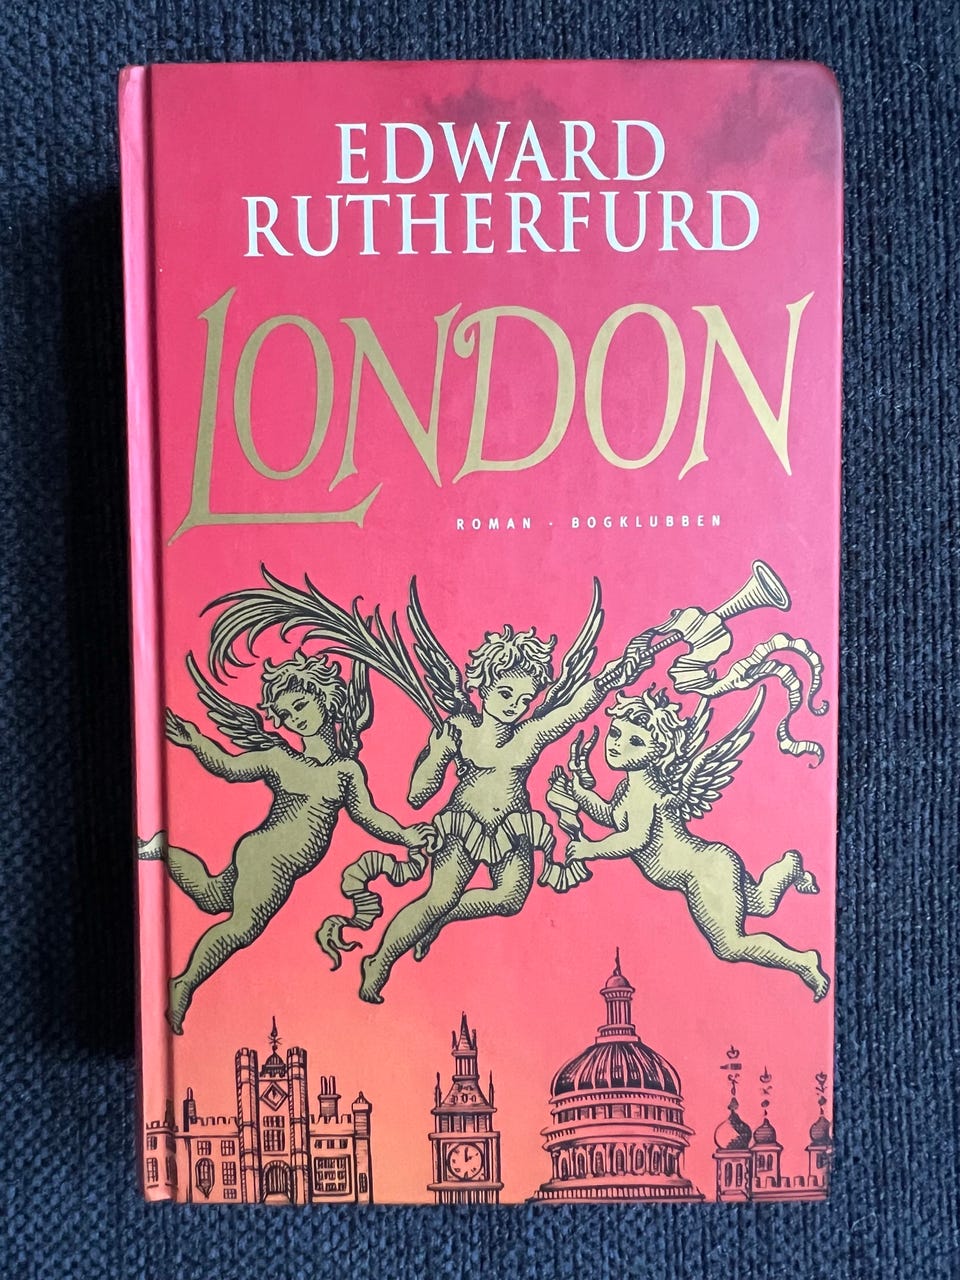 EDWARD
RUTHERFURD
LONDON
ROMAN · BOGKLUBBEN